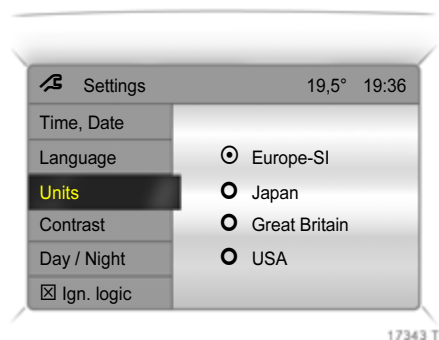 Settings 19,5° 19:36
Time, Date
Language
Units
Contrast
Day / Night
☒ Ign. logic
Europe-SI
Japan
Great Britain
USA
17343 T